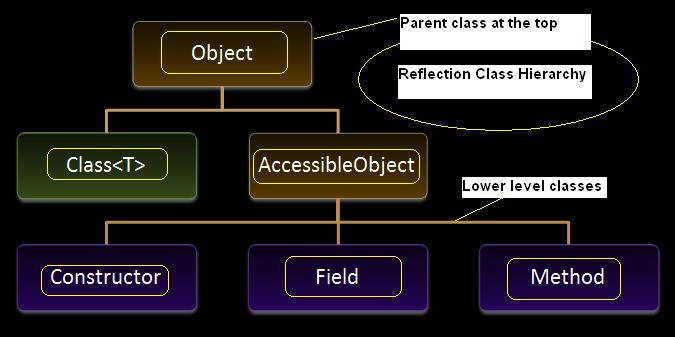 Parent class at the top
Object
Reflection Class Hierarchy
Class<T>
AccessibleObject
Lower level classes
Constructor
Field
Method